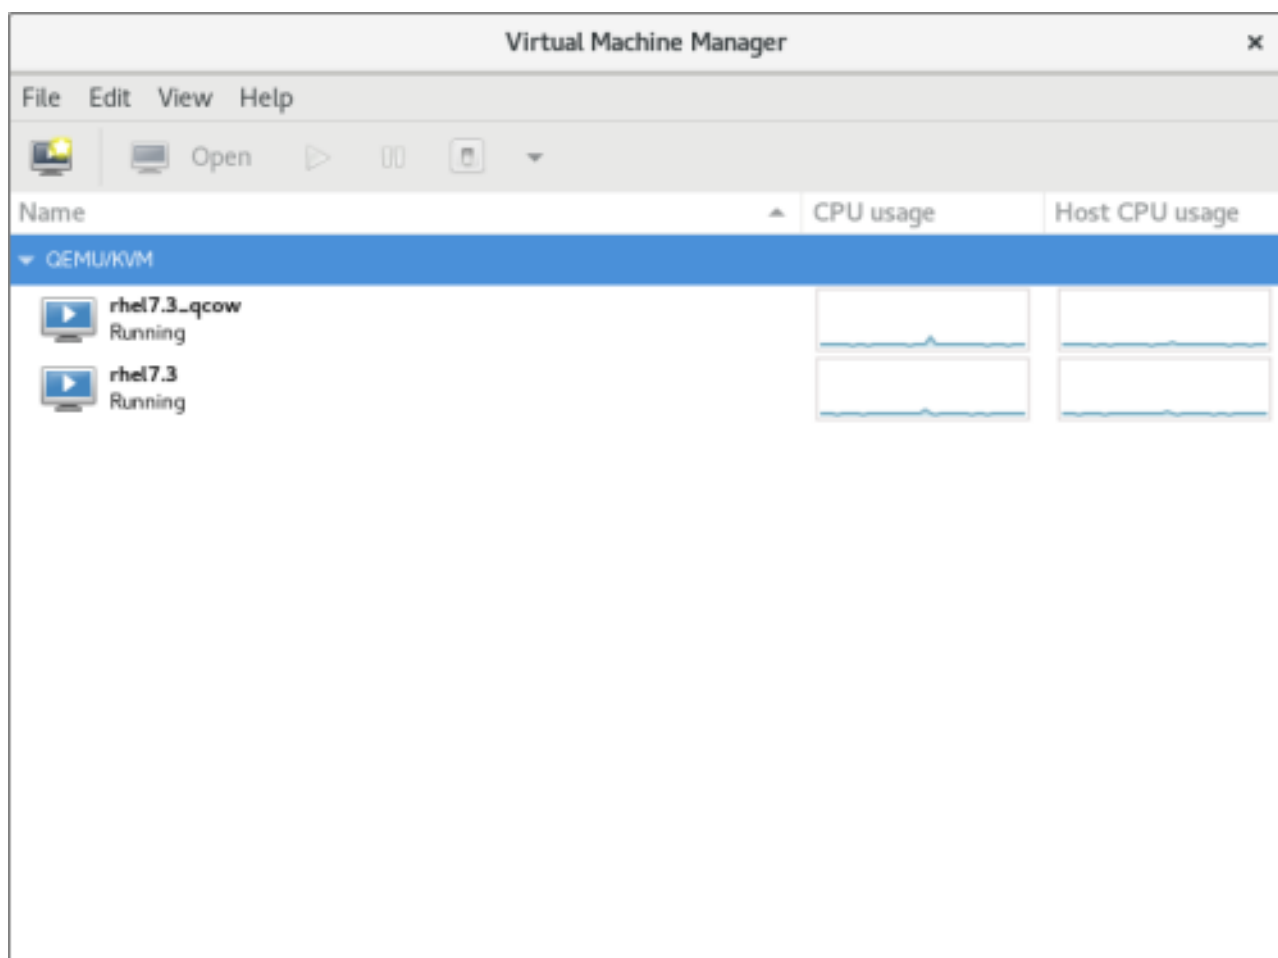 Virtual Machine Manager
File Edit View Help
Open
Name CPU usage Host CPU usage
QEMU/KVM
rhel7.3_qcow
Running
rhel7.3
Running